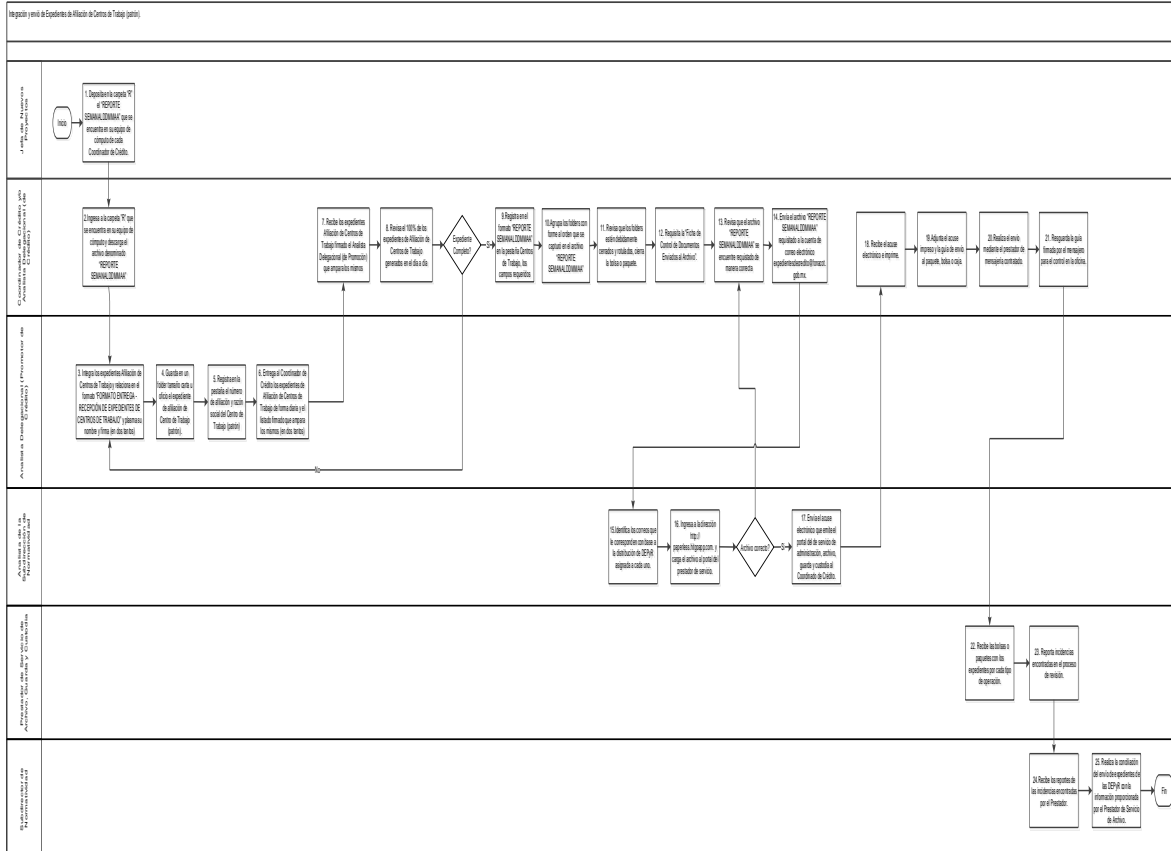 Integración y envió de Expedientes de Afiliación de Centros de Trabajo (patrón).
Jefa de Nuevos
Proyectos
Inicio
1. Deposita en la carpeta "R"
el "REPORTE
SEMANALDDMMAA" que se
encuentra en su equipo de
cómputo de cada
Coordinador de Crédito.
Coordinador de Crédito y/o
Analista Delegacional (de
Crédito)
2.Ingresa a la carpeta "R" que
se encuentra en su equipo de
cómputo y descarga el
archivo denominado
"REPORTE
SEMANALDDMMAA"
7. Recibe los expedientes
Afiliación de Centros de
Trabajo firmado el Analista
Delegacional (de Promoción)
que ampara los mismos
8. Revisa el 100% de los
expedientes de Afiliación de
Centros de Trabajo
generados en el día a día.
Expediente
Completo?
Si
9.Registra en el
formato "REPORTE
SEMANALDDMMAA"
en la pestaña Centros
de Trabajo, los
campos requeridos
10.Agrupa los folders con
forme al orden que se
capturó en el archivo
"REPORTE
SEMANALDDMMAA"
11. Revisa que los folders
estén debidamente
cerrados y rotulados, cierra
la bolsa o paquete.
12. Requisita la "Ficha de
Control de Documentos
Enviados al Archivo".
13. Revisa que el archivo
"REPORTE
SEMANALDDMMAA" se
encuentre requisitado de
manera correcta
14. Envía el archivo "REPORTE
SEMANALDDMMAA"
requisitado a la cuenta de
correo electrónico
expedientesdecredito@fonacot.
gob.mx.
18. Recibe el acuse
electrónico e imprime.
19. Adjunta el acuse
impreso y la guía de envío
al paquete, bolsa o caja.
20. Realiza el envío
mediante el prestador de
mensajería contratado.
21. Resguarda la guía
firmada por el mensajero
para el control en la oficina.
Analista Delegacional (Promotor de
Crédito)
3. Integra los expedientes Afiliación de
Centros de Trabajo y relaciona en el
formato "FORMATO ENTREGA -
RECEPCIÓN DE EXPEDIENTES DE
CENTROS DE TRABAJO" y plasma su
nombre y firma (en dos tantos)
4. Guarda en un
folder tamaño carta u
oficio el expediente
de afiliación de
Centro de Trabajo
(patrón).
5. Registra en la
pestaña el número
de afiliación y razón
social del Centro de
Trabajo (patrón)
6. Entrega al Coordinador de
Crédito los expedientes de
Afiliación de Centros de
Trabajo de forma diaria y el
listado firmado que ampara
los mismos (en dos tantos)
No
Analista de la
Subdirección de
Normatividad
15.Identifica los correos que
le corresponden con base a
la distribución de DEPyR
asignada a cada uno.
16. Ingresa a la dirección
carga el archivo al portal del
prestador de servicio.
Archivo correcto?
Si
17. Envía el acuse
electrónico que emite el
portal del de servicio de
administración, archivo,
guarda y custodia al
Coordinado de Crédito.
Prestador de Servicio de
Archivo, Guarda y Custodia
22. Recibe las bolsas o
paquetes con los
expedientes por cada tipo
de operación.
23. Reporta incidencias
encontradas en el proceso
de revisión.
Subdirector de
Normatividad
24.Recibe los reportes de
las incidencias encontradas
por el Prestador.
25. Realiza la conciliación
del envío de expedientes de
las DEPyR con la
información proporcionada
por el Prestador de Servicio
de Archivo.
Fin